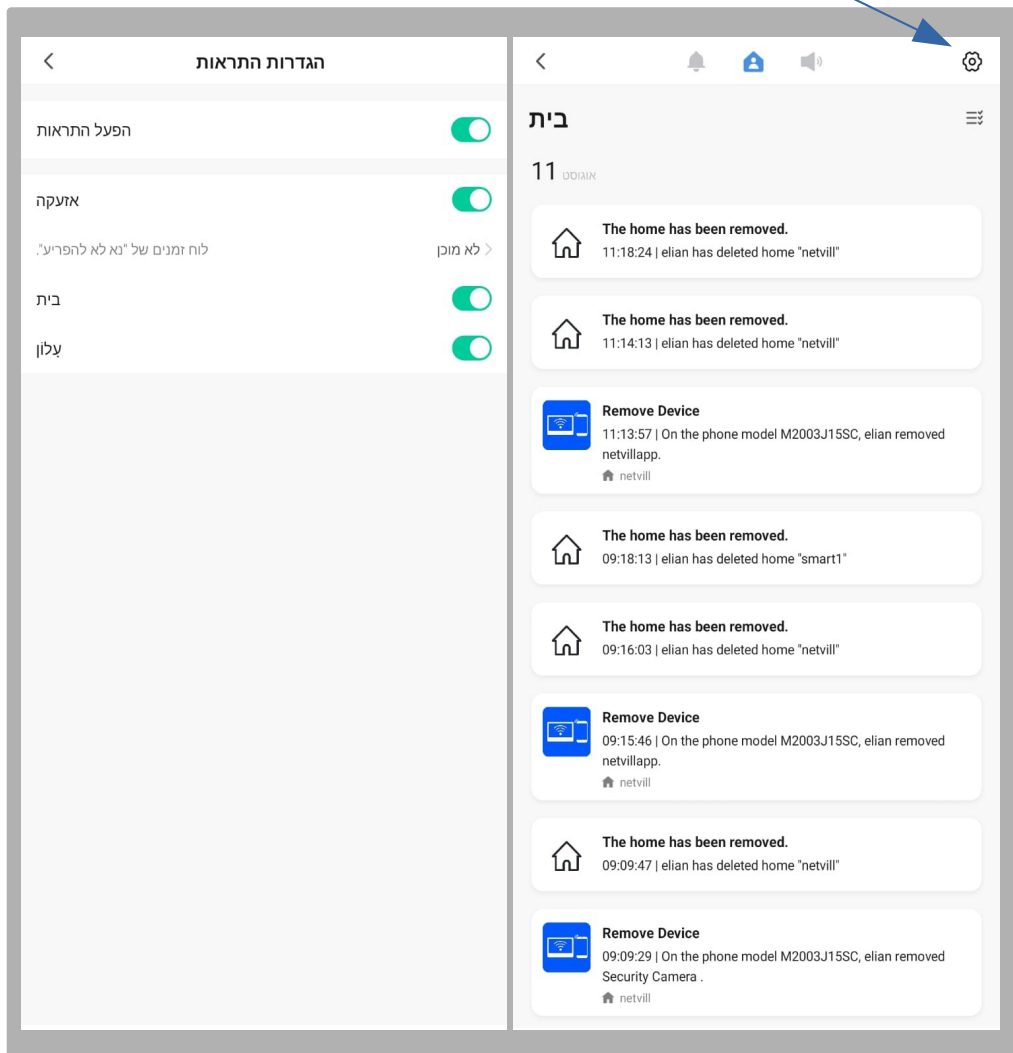 הגדרות התראות
הפעל התראות
אזעקה
לוח זמנים של "נא לא להפריע".
לא מוכן
בית
עָלוֹן
בית
11 אוגוסט
The home has been removed.
11:18:24 | elian has deleted home "netvill"
The home has been removed.
11:14:13 | elian has deleted home "netvill"
Remove Device
11:13:57 | On the phone model M2003J15SC, elian removed
netvillapp.
netvill
The home has been removed.
09:18:13 | elian has deleted home "smart1"
The home has been removed.
09:16:03 | elian has deleted home "netvill"
Remove Device
09:15:46 | On the phone model M2003J15SC, elian removed
netvillapp.
netvill
The home has been removed.
09:09:47 | elian has deleted home "netvill"
Remove Device
09:09:29 | On the phone model M2003J15SC, elian removed
Security Camera .
netvill